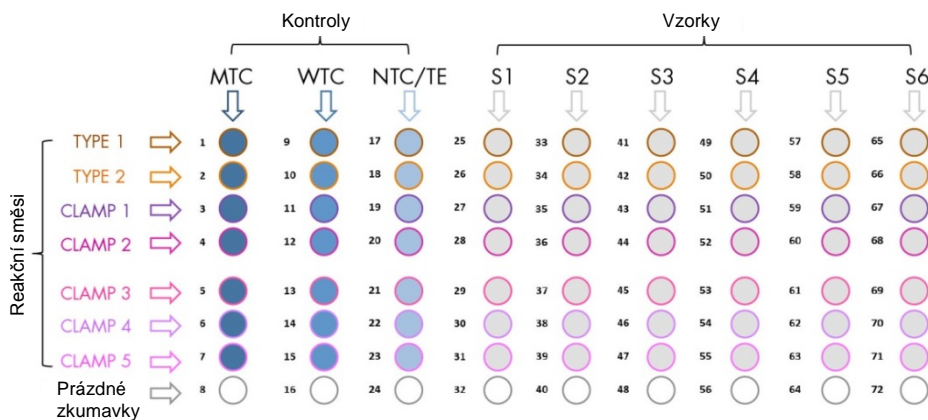 Kontroly Vzorky
MTC WTC NTC/TE S1 S2 S3 S4 S5 S6
Reakční směsi
TYPE 1 1 9 17 25 33 41 49 57 65
TYPE 2 2 10 18 26 34 42 50 58 66
CLAMP 1 3 11 19 27 35 43 51 59 67
CLAMP 2 4 12 20 28 36 44 52 60 68
CLAMP 3 5 13 21 29 37 45 53 61 69
CLAMP 4 6 14 22 30 38 46 54 62 70
CLAMP 5 7 15 23 31 39 47 55 63 71
Prázdné
zkumavky 8 16 24 32 40 48 56 64 72